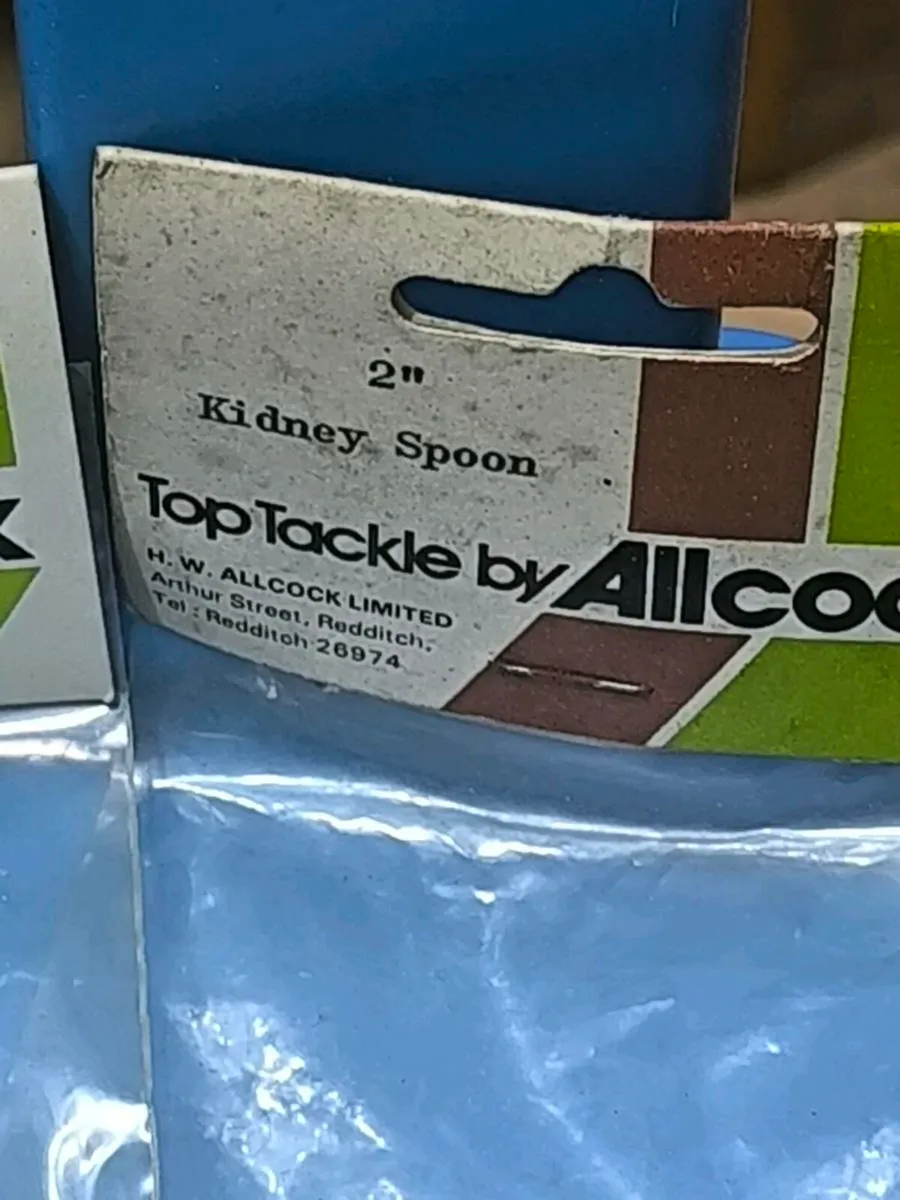 2"
Kidney Spoon
Top Tackle by Allcoc
H. W. ALLCOCK LIMITED
Arthur Street, Redditch,
Tel : Redditch 26974